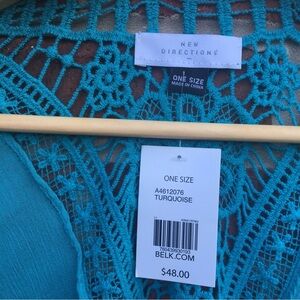 NEW
DIRECTIONS
ONE SIZE
MADE IN CHINA
ONE SIZE
A4612076
TURQUOISE
BELK.COM
$48.00